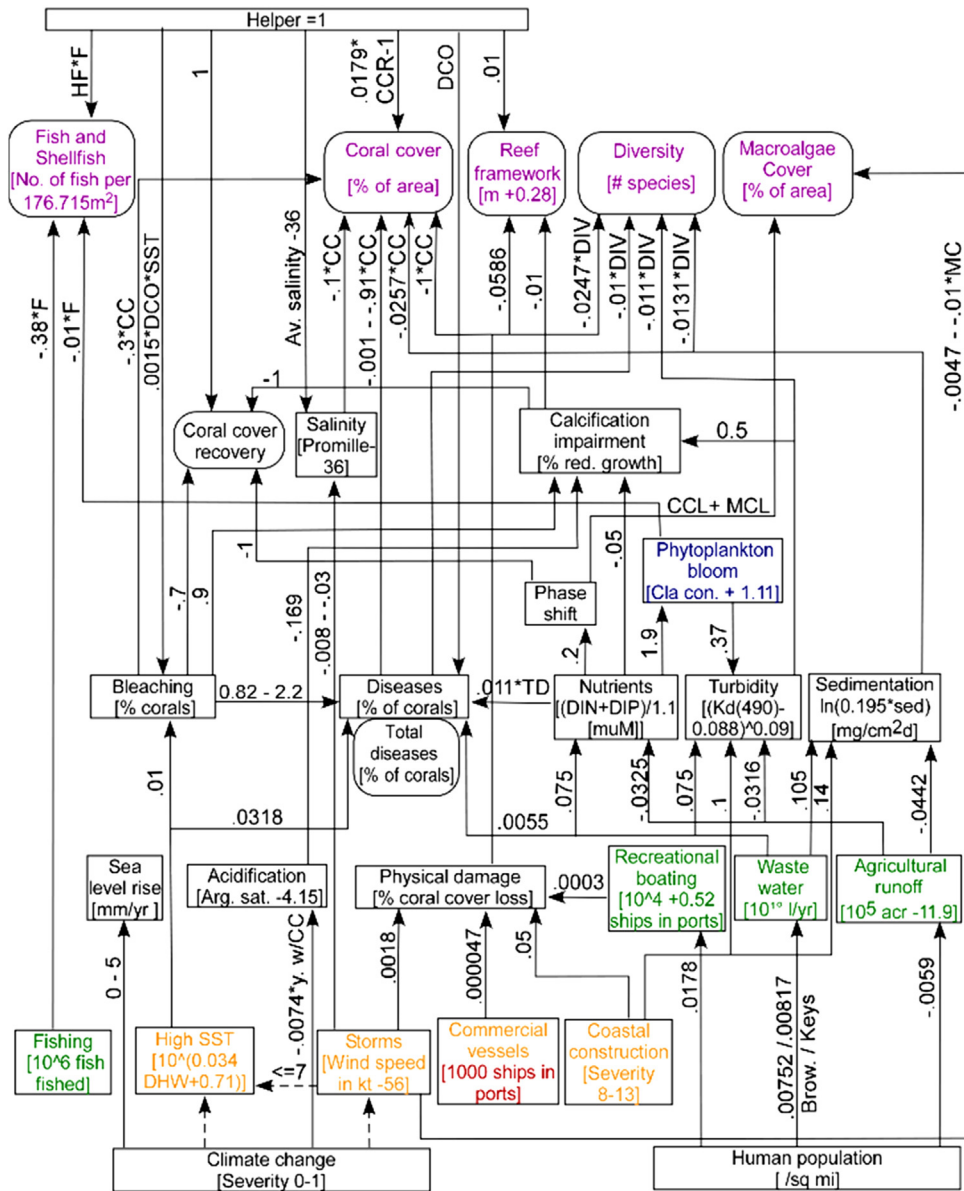 Helper =1
HF*F
1
.0179*
CCR-1
DCO
.01
Fish and
Shellfish
[No. of fish per
176.715m²]
Coral cover
[% of area]
Reef
framework
[m +0.28]
Diversity
[# species]
Macroalgae
Cover
[% of area]
-.38*F
-.01*F
-.3*CC
.0015*DCO*SST
Av. salinity -36
-.1*CC
-.001 - -.91*CC
-.0257*CC
-1*CC
-.0586
-.01
-.0247*DIV
-.01*DIV
-.011*DIV
-.0131*DIV
-.0047 - -.01*MC
-1
Coral cover
recovery
Salinity
[Promille-
36]
Calcification
impairment
[% red. growth]
0.5
CCL+ MCL
-.7
.9
-.169
-.008 - -.03
-1
-.05
Phase
shift
Phytoplankton
bloom
[Cla con. + 1.11]
.2
1.9
.37
Bleaching
[% corals]
0.82 - 2.2
Diseases
[% of corals]
Total
diseases
[% of corals]
.011*TD
Nutrients
[(DIN+DIP)/1.1
[muM]]
Turbidity
[(Kd(490)-
0.088)^0.09]
Sedimentation
ln(0.195*sed)
[mg/cm²d]
.01
.0318
.0055
.075
-.0325
.075
.1
-.0316
.105
.14
-.0442
Sea
level rise
[mm/yr]
Acidification
[Arg. sat. -4.15]
Physical damage
[% coral cover loss]
.0003
Recreational
boating
[10^4 +0.52
ships in ports]
Waste
water
[10¹° l/yr]
Agricultural
runoff
[10⁵ acr -11.9]
0 - 5
-.0074*y. w/CC
.0018
.000047
.05
.0178
.00752 /.00817
Brow. / Keys
-.0059
Fishing
[10^6 fish
fished]
High SST
[10^(0.034
DHW+0.71)]
<=7
Storms
[Wind speed
in kt -56]
Commercial
vessels
[1000 ships in
ports]
Coastal
construction
[Severity
8-13]
Climate change
[Severity 0-1]
Human population
[ /sq mi]